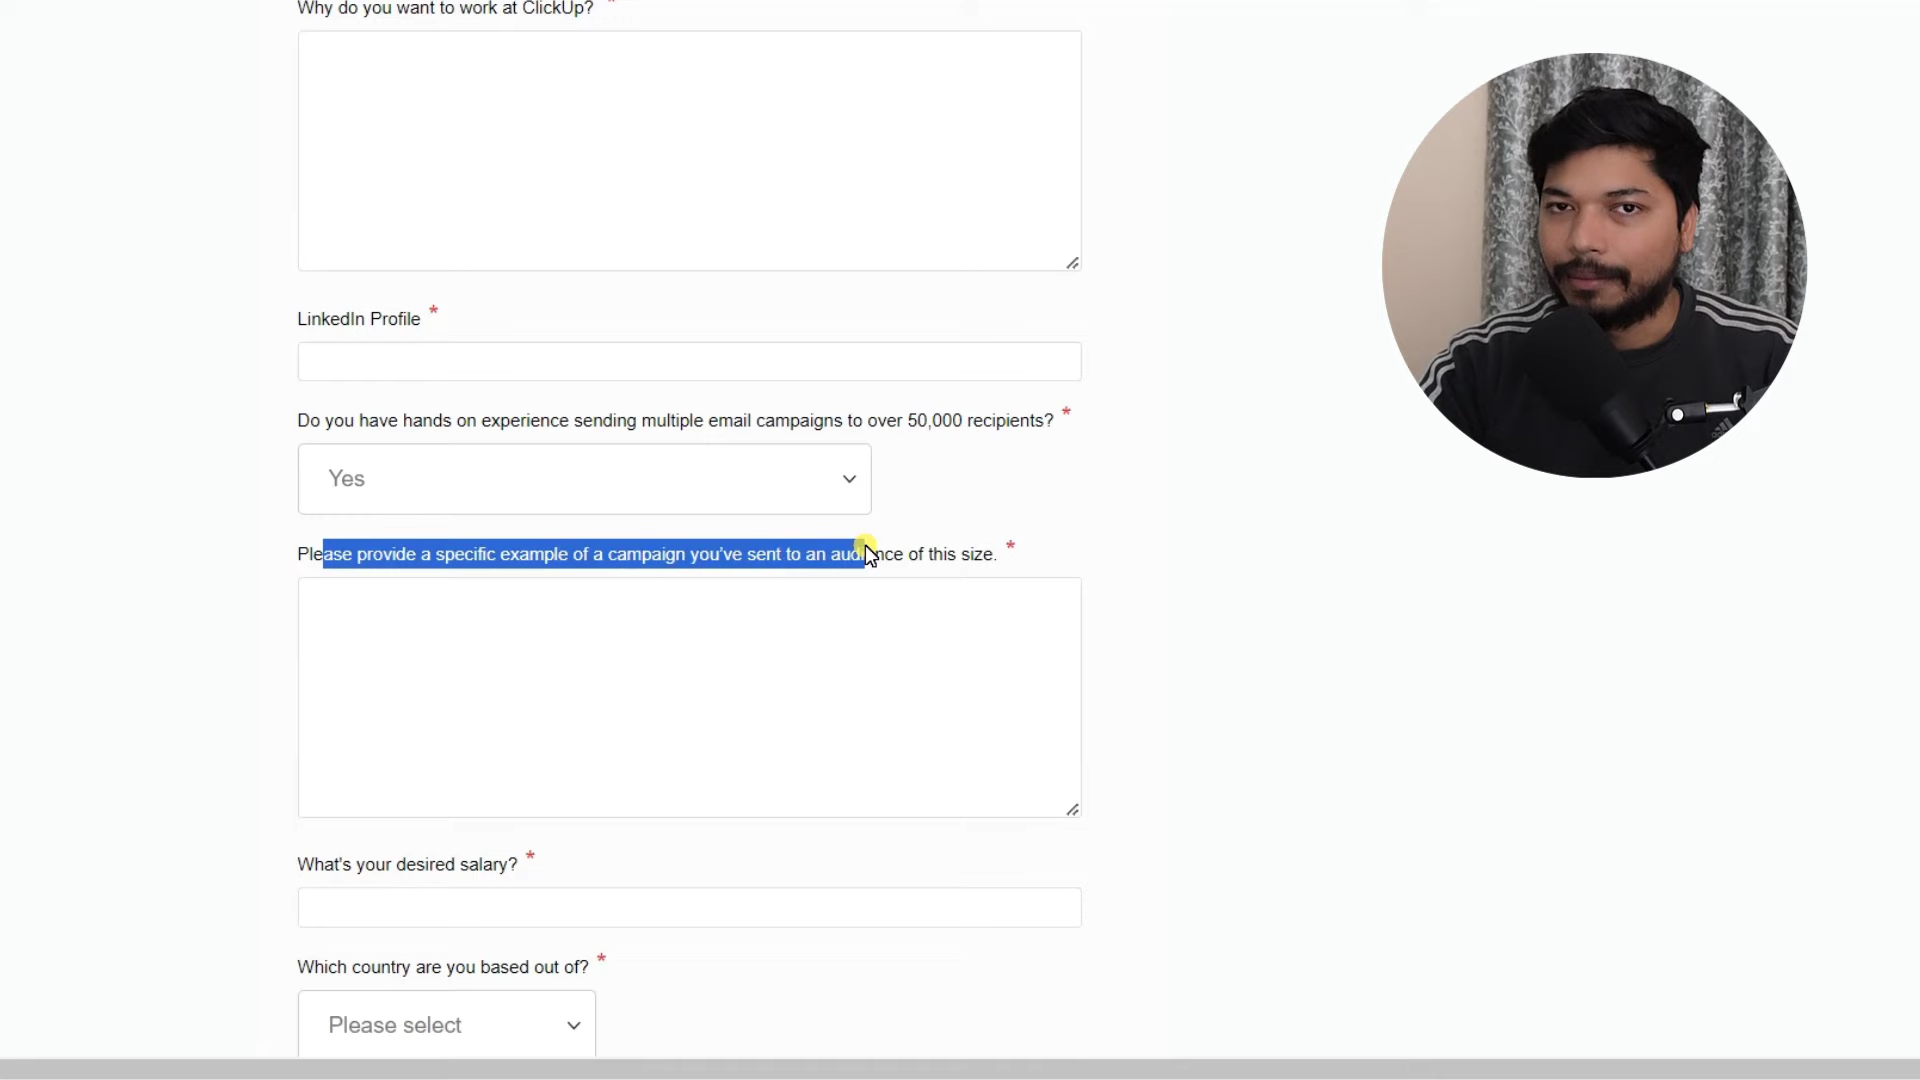 Why do you want to work at ClickUp? *
LinkedIn Profile *
Do you have hands on experience sending multiple email campaigns to over 50,000 recipients? *
Yes
Please provide a specific example of a campaign you've sent to an audience of this size. *
What's your desired salary? *
Which country are you based out of? *
Please select